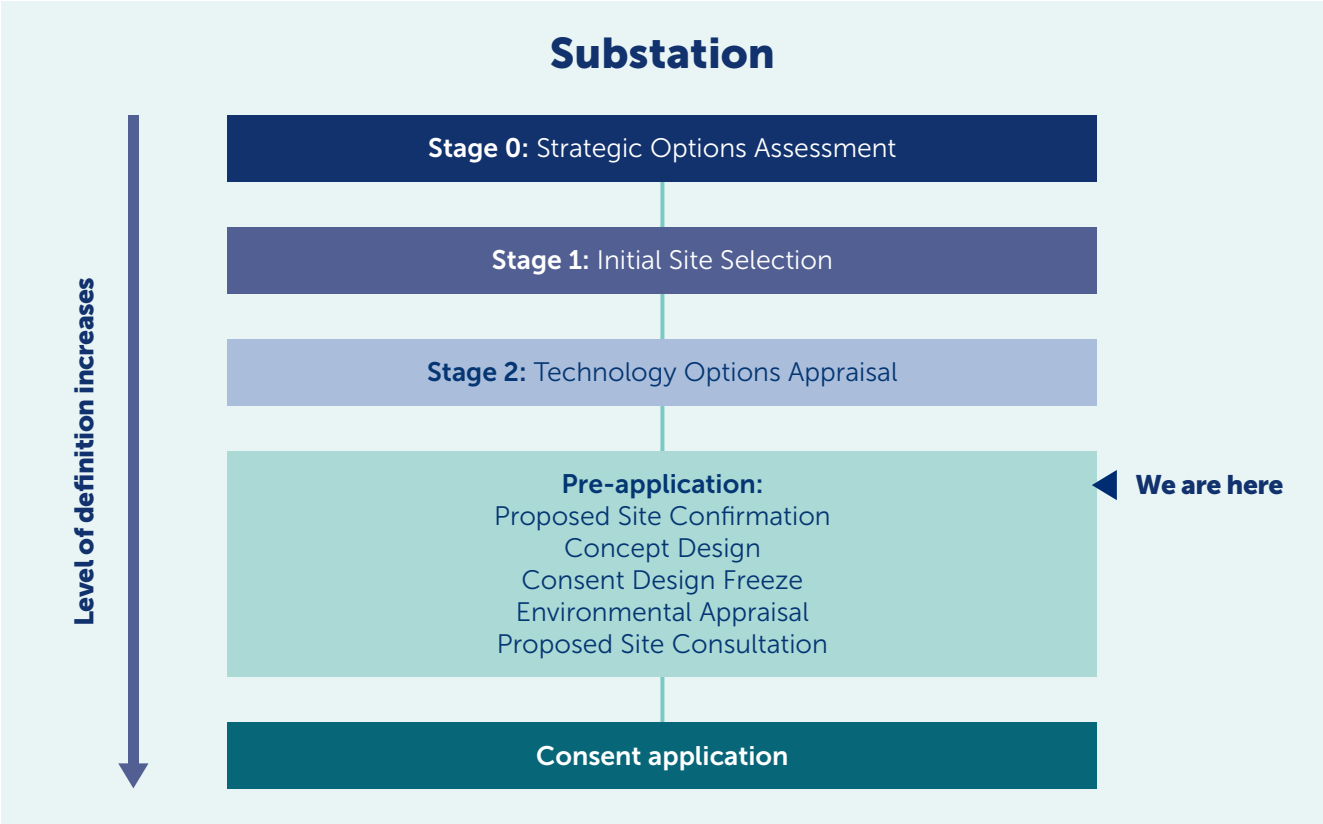 Substation
Level of definition increases
Stage 0: Strategic Options Assessment
Stage 1: Initial Site Selection
Stage 2: Technology Options Appraisal
Pre-application:
Proposed Site Confirmation
Concept Design
Consent Design Freeze
Environmental Appraisal
Proposed Site Consultation
We are here
Consent application